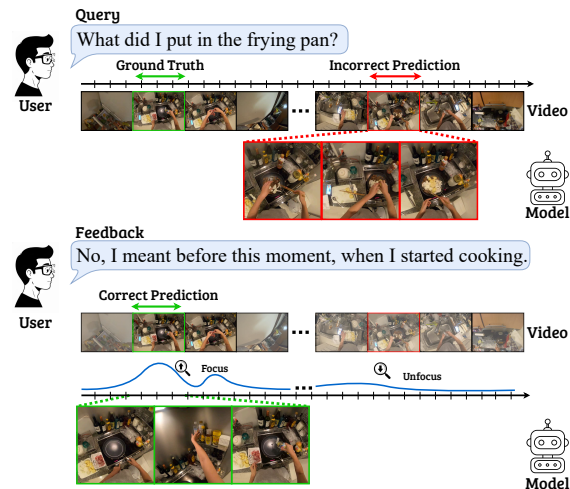 Query
What did I put in the frying pan?
Ground Truth
Incorrect Prediction
User
...
Video
Model
Feedback
No, I meant before this moment, when I started cooking.
Correct Prediction
User
...
Video
Focus
...
Unfocus
Model